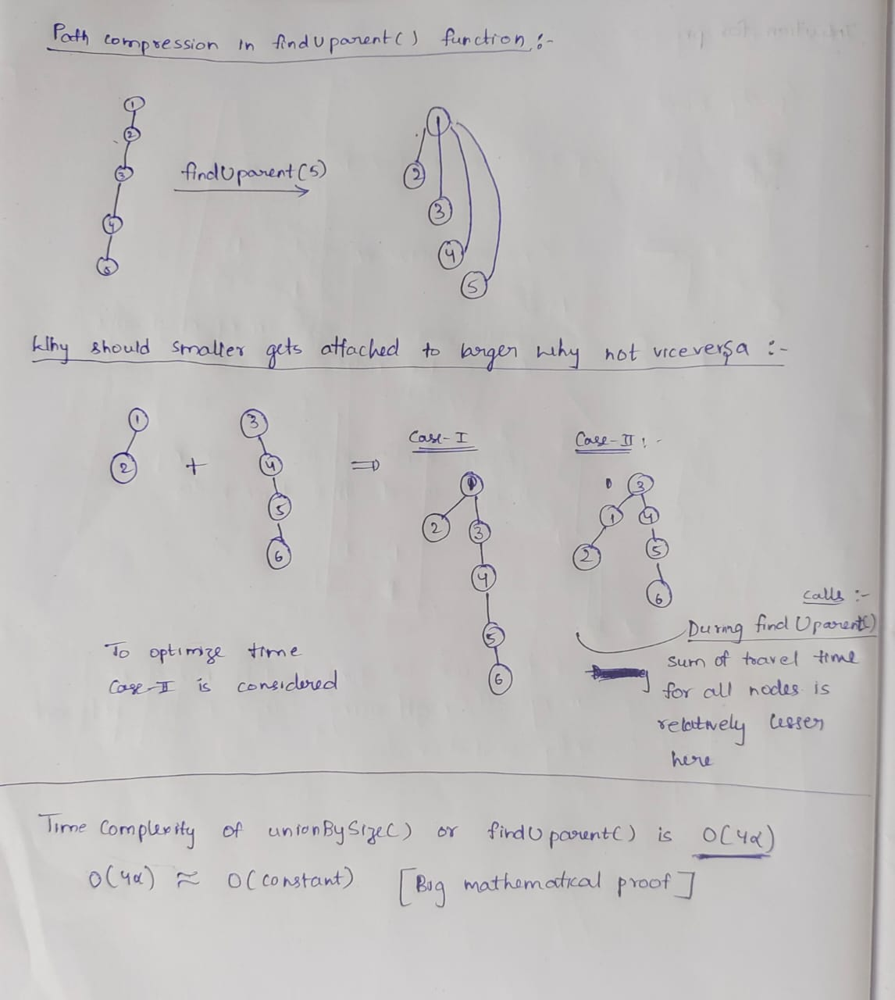 Path compression in findUparent() function :-
1
2
3
4
5
findUparent(5)
1
2
3
4
5
Why should smaller gets attached to larger why not viceversa :-
1
2
+
3
4
5
6
⇒
Case-I
1
2
3
4
5
6
Case-II :-
3
1
4
2
5
6
To optimize time
Case-II is considered
calls :-
During findUparent()
sum of travel time
for all nodes is
relatively lesser
here
Time Complexity of unionBySize() or findUparent() is O(4α)
O(4α) ≈ O(constant) [Big mathematical proof]